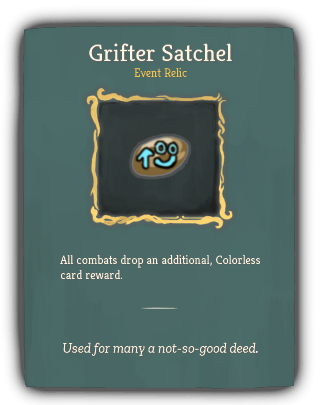 Grifter Satchel
Event Relic
All combats drop an additional, Colorless
card reward.
Used for many a not-so-good deed.